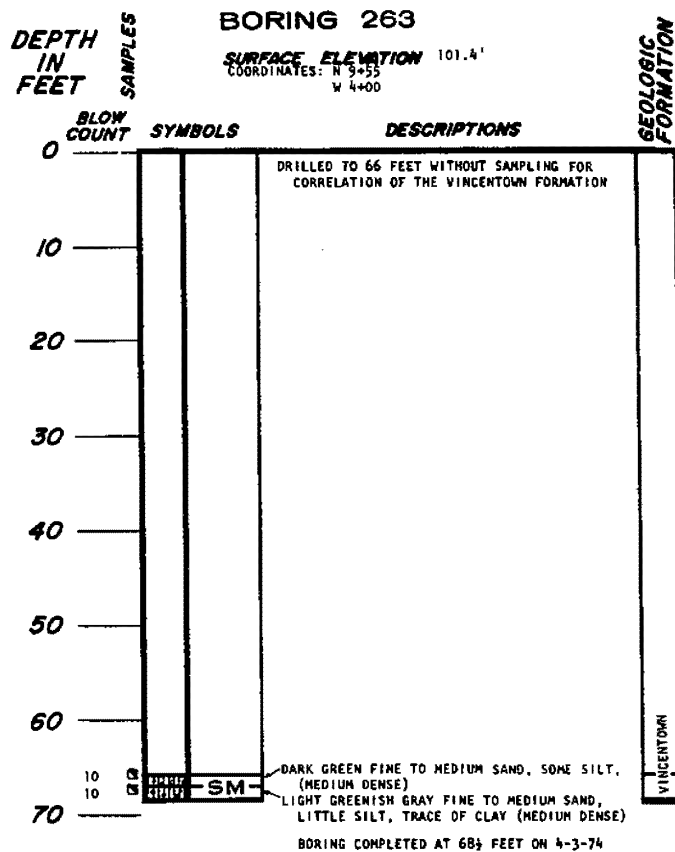 BORING 263
DEPTH
IN
FEET
SAMPLES
SURFACE ELEVATION 101.4'
COORDINATES: N 9+55
W 4+00
GEOLOGIC
FORMATION
BLOW
COUNT
SYMBOLS
DESCRIPTIONS
0
DRILLED TO 66 FEET WITHOUT SAMPLING FOR
CORRELATION OF THE VINCENTOWN FORMATION
10
20
30
40
50
60
VINCENTOWN
10
10
SM
DARK GREEN FINE TO MEDIUM SAND, SOME SILT,
(MEDIUM DENSE)
LIGHT GREENISH GRAY FINE TO MEDIUM SAND,
LITTLE SILT, TRACE OF CLAY (MEDIUM DENSE)
70
BORING COMPLETED AT 68½ FEET ON 4-3-74